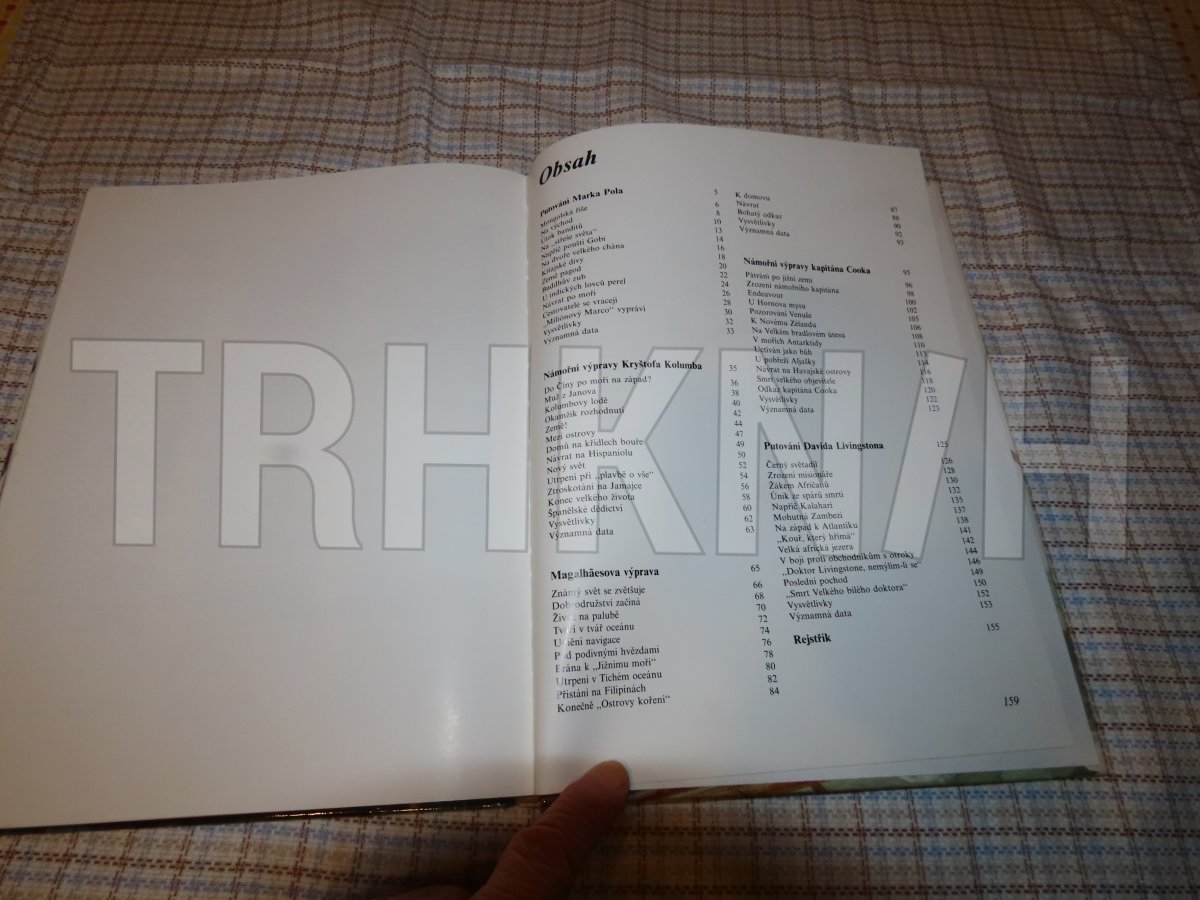 Obsah
Putování Marka Pola 5
Mongolská říše 6
Na východ 8
Útok banditů 10
Na „střeše světa“ 13
Napříč pouští Gobi 14
Na dvoře velkého chána 16
Kitajské divy 18
Země pagod 20
Buddhův zub 22
U indických lovců perel 24
Návrat po moři 26
Cestovatelé se vracejí 28
„Miliónový Marco“ vypráví 30
Vysvětlivky 32
Významná data 33
Námořní výpravy Kryštofa Kolumba 35
Do Číny po moři na západ? 36
Muž z Janova 38
Kolumbovy lodě 40
Okamžik rozhodnutí 42
Země! 44
Mezi ostrovy 47
Domů na křídlech bouře 49
Návrat na Hispaniolu 50
Nový svět 52
Utrpení při „plavbě o vše“ 54
Ztroskotání na Jamajce 56
Konec velkého života 58
Španělské dědictví 60
Vysvětlivky 62
Významná data 63
Magalhãesova výprava 65
Známý svět se zvětšuje 66
Dobrodružství začíná 68
Život na palubě 70
Tváří v tvář oceánu 72
Umění navigace 74
Pod podivnými hvězdami 76
Brána k „Jižnímu moři“ 78
Utrpení v Tichém oceánu 80
Přistání na Filipínách 82
Konečně „Ostrovy koření“ 84
K domovu 87
Návrat 88
Bohatý odkaz 90
Vysvětlivky 92
Významná data 93
Námořní výpravy kapitána Cooka 95
Pátrání po jižní zemi 96
Zrození námořního kapitána 98
Endeavour 100
U Hornova mysu 102
Pozorování Venuše 105
K Novému Zélandu 106
Na Velkém bradlovém útesu 108
V mořích Antarktidy 110
Uctíván jako bůh 113
U pobřeží Aljašky 114
Návrat na Havajské ostrovy 116
Smrt velkého objevitele 118
Odkaz kapitána Cooka 120
Vysvětlivky 122
Významná data 123
Putování Davida Livingstona 125
Černý světadíl 126
Zrození misionáře 128
Žákem Afričanů 130
Únik ze spárů smrti 132
Napříč Kalahari 135
Mohutná Zambezi 137
Na západ k Atlantiku 138
„Kouř, který hřímá“ 141
Velká africká jezera 142
V boji proti obchodníkům s otroky 144
„Doktor Livingstone, nemýlím-li se“ 146
Poslední pochod 149
„Smrt Velkého bílého doktora“ 150
Vysvětlivky 152
Významná data 153
Rejstřík 155
159
TRHKNIH